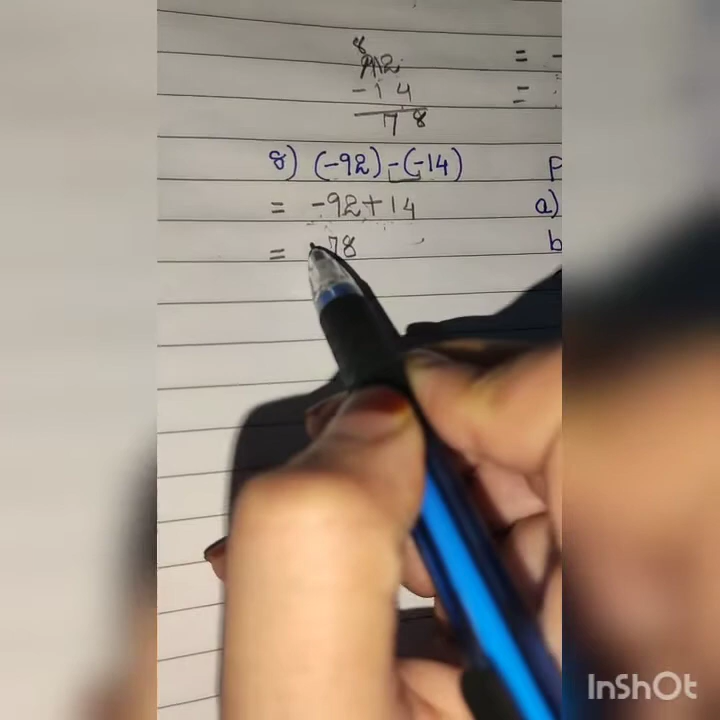 8
92
=
-14
=
78
8) (-92)-(-14) P
= -92+14 a)
= 78 b
InShOt